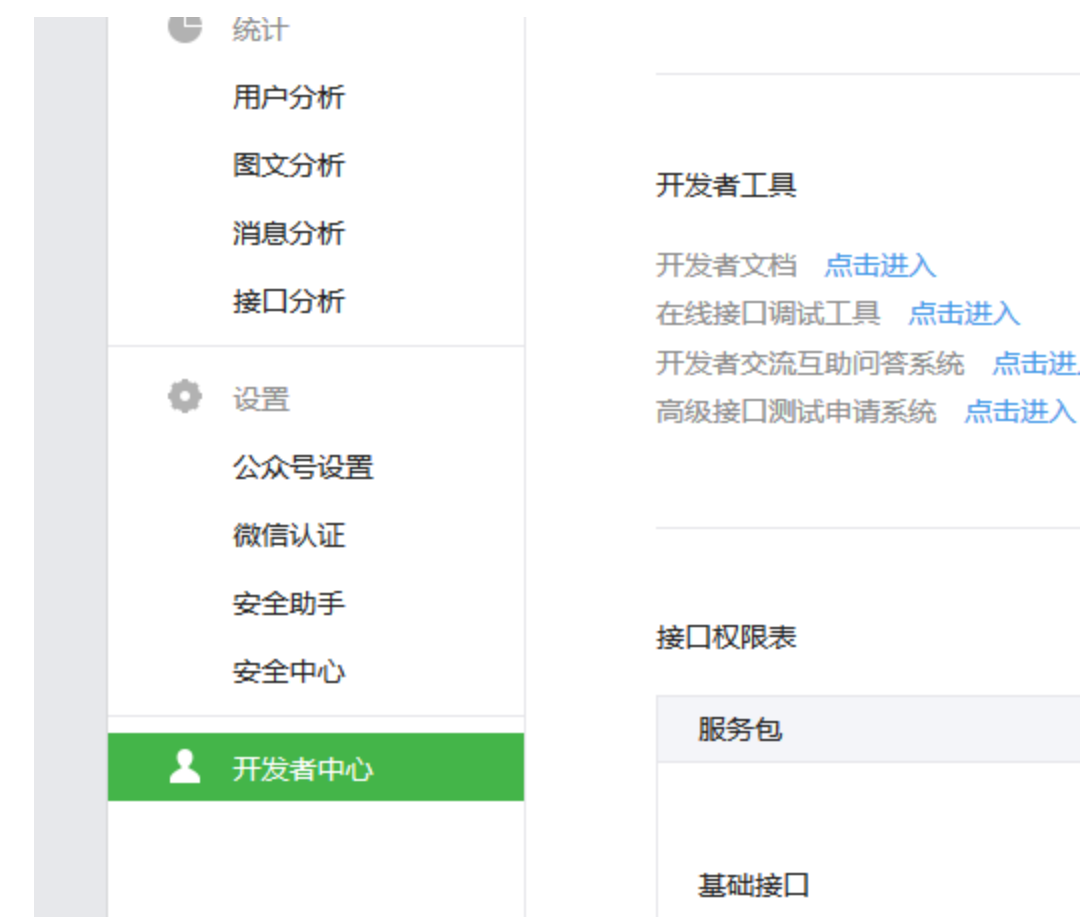 统计
用户分析
图文分析
消息分析
接口分析
设置
公众号设置
微信认证
安全助手
安全中心
开发者中心
开发者工具
开发者文档 点击进入
在线接口调试工具 点击进入
开发者交流互助问答系统 点击进
高级接口测试申请系统 点击进入
接口权限表
服务包
基础接口